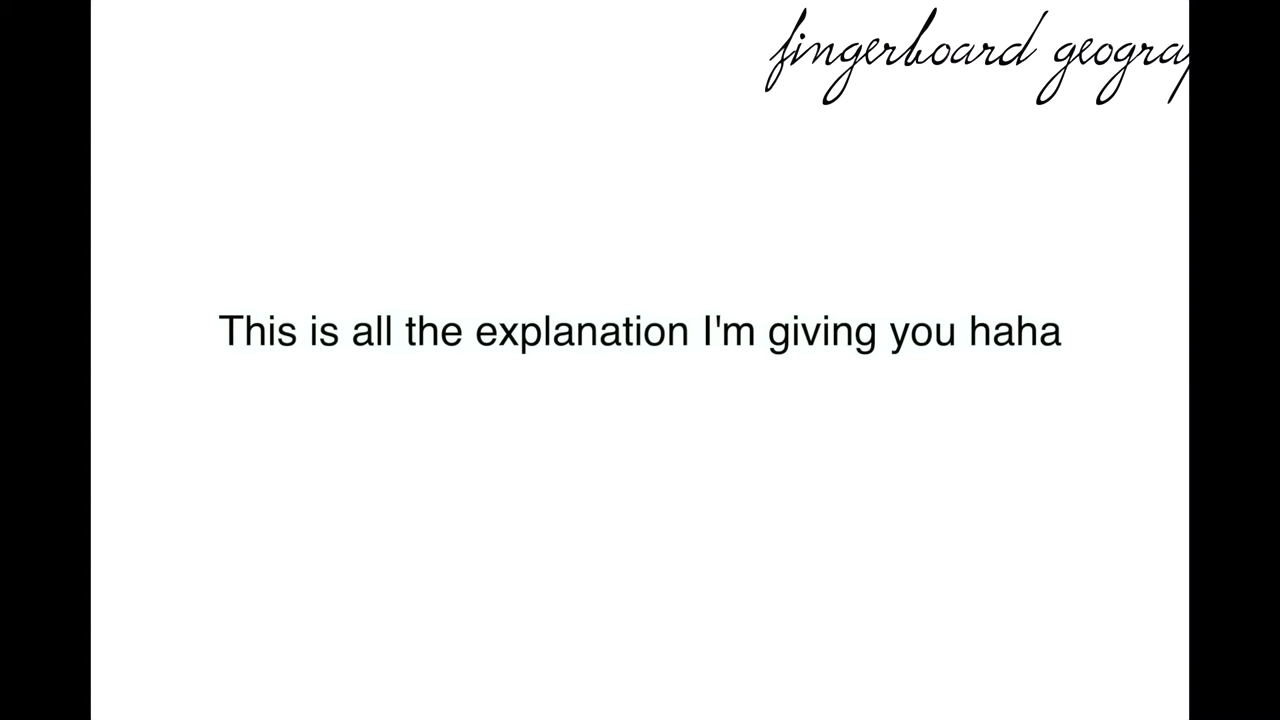 fingerboard geogra
This is all the explanation I'm giving you haha